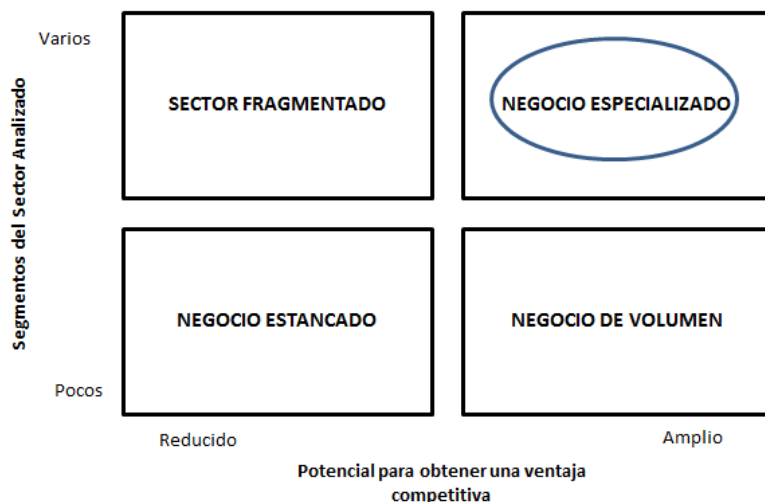 Varios
SECTOR FRAGMENTADO
NEGOCIO ESPECIALIZADO
Segmentos del Sector Analizado
NEGOCIO ESTANCADO
NEGOCIO DE VOLUMEN
Pocos
Reducido
Amplio
Potencial para obtener una ventaja
competitiva